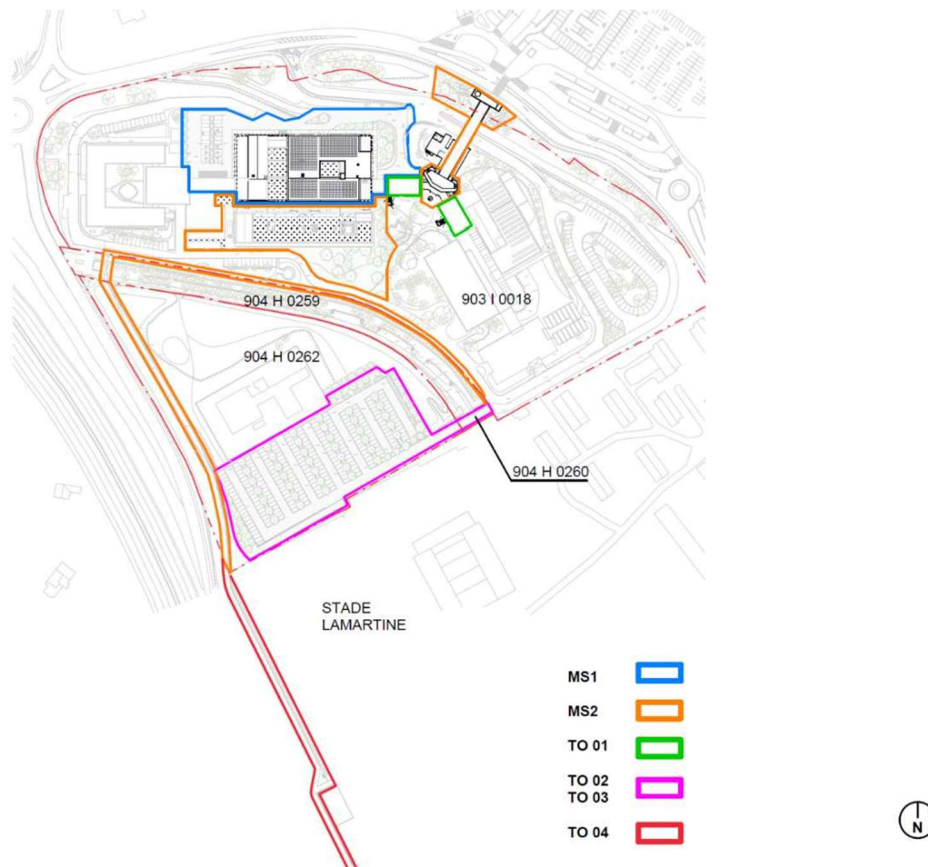 904 H 0259
903 I 0018
904 H 0262
904 H 0260
STADE
LAMARTINE
MS1
MS2
TO 01
TO 02
TO 03
TO 04
N